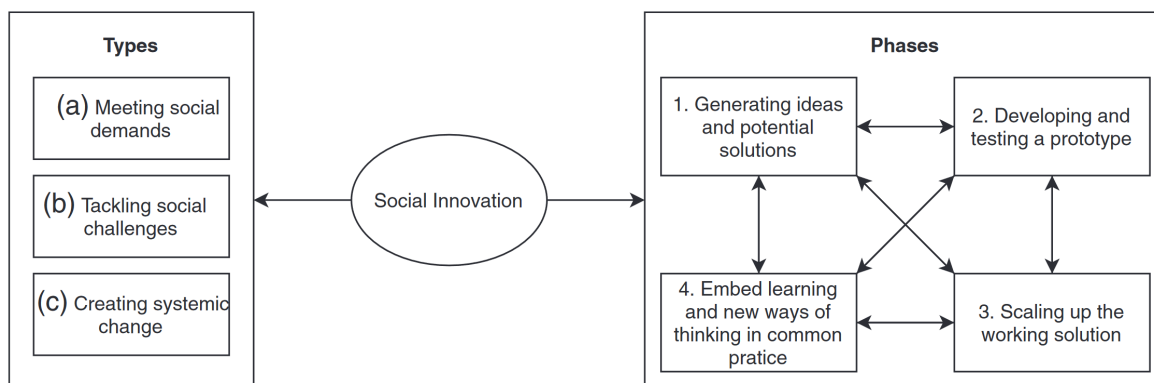 Types
(a) Meeting social
demands
(b) Tackling social
challenges
(c) Creating systemic
change
Social Innovation
Phases
1. Generating ideas
and potential
solutions
2. Developing and
testing a prototype
4. Embed learning
and new ways of
thinking in common
pratice
3. Scaling up the
working solution